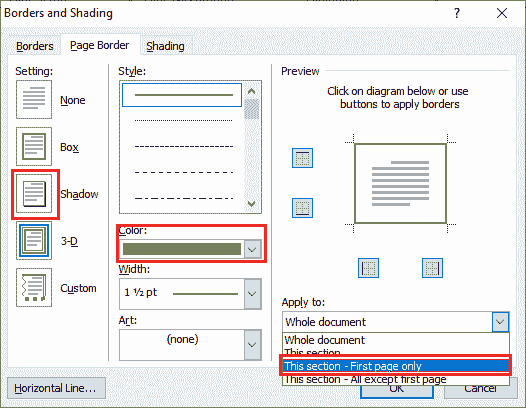 Borders and Shading
?
Borders
Page Border
Shading
Setting:
None
Box
Shadow
3-D
Custom
Style:
Color:
Width:
1 ½ pt
Art:
(none)
Preview
Click on diagram below or use
buttons to apply borders
Apply to:
Whole document
Whole document
This section
This section - First page only
This section - All except first page
Horizontal Line...
OK
Cancel